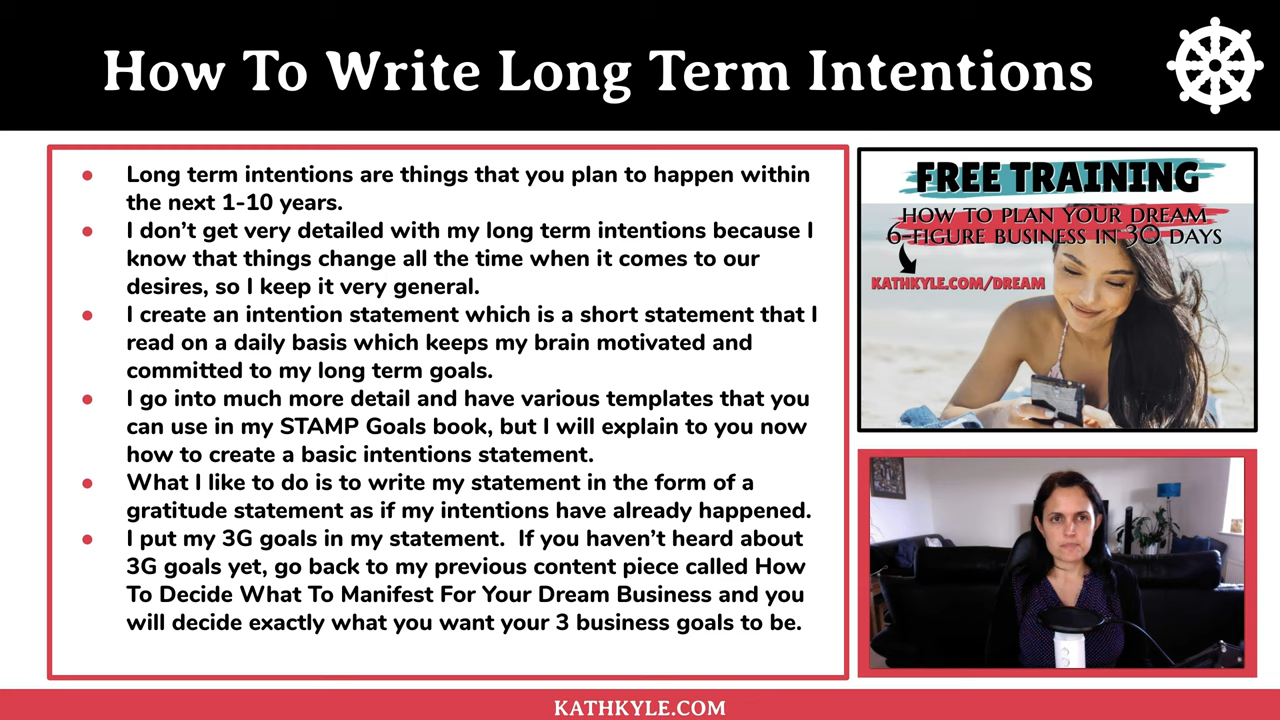 How To Write Long Term Intentions
Long term intentions are things that you plan to happen within
the next 1-10 years.
I don’t get very detailed with my long term intentions because I
know that things change all the time when it comes to our
desires, so I keep it very general.
I create an intention statement which is a short statement that I
read on a daily basis which keeps my brain motivated and
committed to my long term goals.
I go into much more detail and have various templates that you
can use in my STAMP Goals book, but I will explain to you now
how to create a basic intentions statement.
What I like to do is to write my statement in the form of a
gratitude statement as if my intentions have already happened.
I put my 3G goals in my statement.  If you haven’t heard about
3G goals yet, go back to my previous content piece called How
To Decide What To Manifest For Your Dream Business and you
will decide exactly what you want your 3 business goals to be.
FREE TRAINING
HOW TO PLAN YOUR DREAM
6-FIGURE BUSINESS IN 30 DAYS
KATHKYLE.COM/DREAM
KATHKYLE.COM